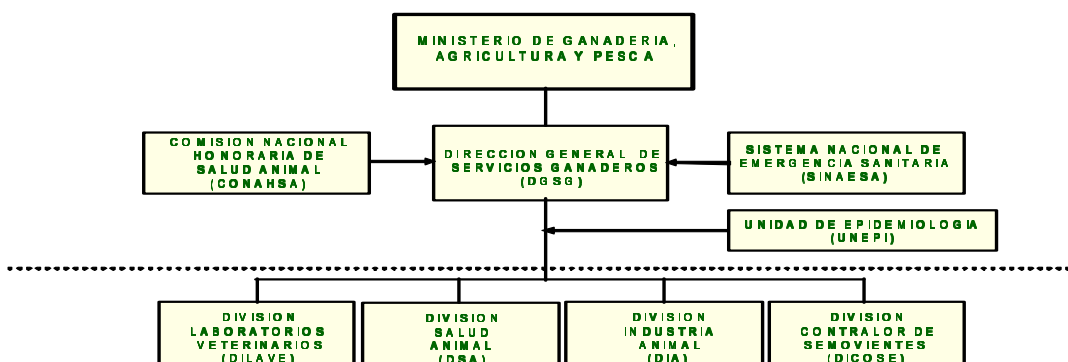 MINISTERIO DE GANADERIA,
AGRICULTURA Y PESCA
COMISION NACIONAL
HONORARIA DE
SALUD ANIMAL
(CONAHSA)
DIRECCION GENERAL DE
SERVICIOS GANADEROS
(DGSG)
SISTEMA NACIONAL DE
EMERGENCIA SANITARIA
(SINAESA)
UNIDAD DE EPIDEMIOLOGIA
(UNEPI)
DIVISION
LABORATORIOS
VETERINARIOS
(DILAVE)
DIVISION
SALUD
ANIMAL
(DSA)
DIVISION
INDUSTRIA
ANIMAL
(DIA)
DIVISION
CONTRALOR DE
SEMOVIENTES
(DICOSE)